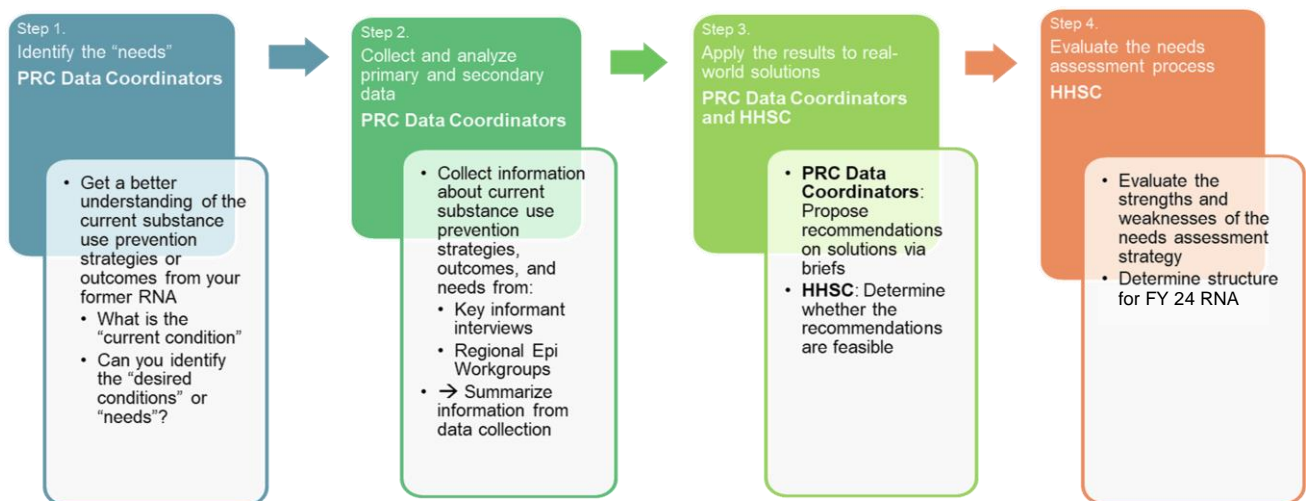 Step 1.
Identify the “needs”
PRC Data Coordinators
• Get a better
understanding of the
current substance
use prevention
strategies or
outcomes from your
former RNA
• What is the
“current condition”
• Can you identify
the “desired
conditions” or
“needs”?
Step 2.
Collect and analyze
primary and secondary
data
PRC Data Coordinators
• Collect information
about current
substance use
prevention
strategies,
outcomes, and
needs from:
• Key informant
interviews
• Regional Epi
Workgroups
• → Summarize
information from
data collection
Step 3.
Apply the results to real-
world solutions
PRC Data Coordinators
and HHSC
• PRC Data
Coordinators:
Propose
recommendations
on solutions via
briefs
• HHSC: Determine
whether the
recommendations
are feasible
Step 4.
Evaluate the needs
assessment process
HHSC
• Evaluate the
strengths and
weaknesses of the
needs assessment
strategy
• Determine structure
for FY 24 RNA